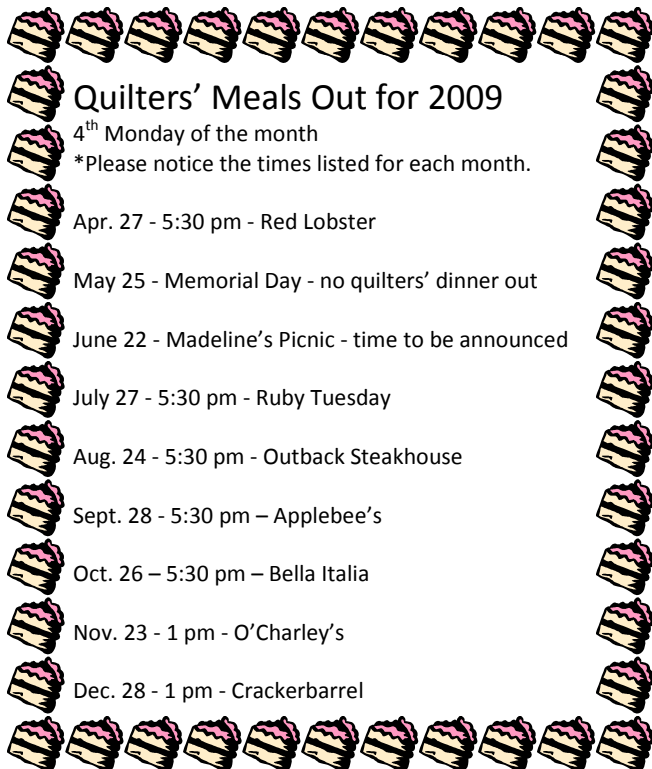 Quilters’ Meals Out for 2009
4th Monday of the month
*Please notice the times listed for each month.
Apr. 27 - 5:30 pm - Red Lobster
May 25 - Memorial Day - no quilters’ dinner out
June 22 - Madeline’s Picnic - time to be announced
July 27 - 5:30 pm - Ruby Tuesday
Aug. 24 - 5:30 pm - Outback Steakhouse
Sept. 28 - 5:30 pm – Applebee’s
Oct. 26 – 5:30 pm – Bella Italia
Nov. 23 - 1 pm - O’Charley’s
Dec. 28 - 1 pm - Crackerbarrel